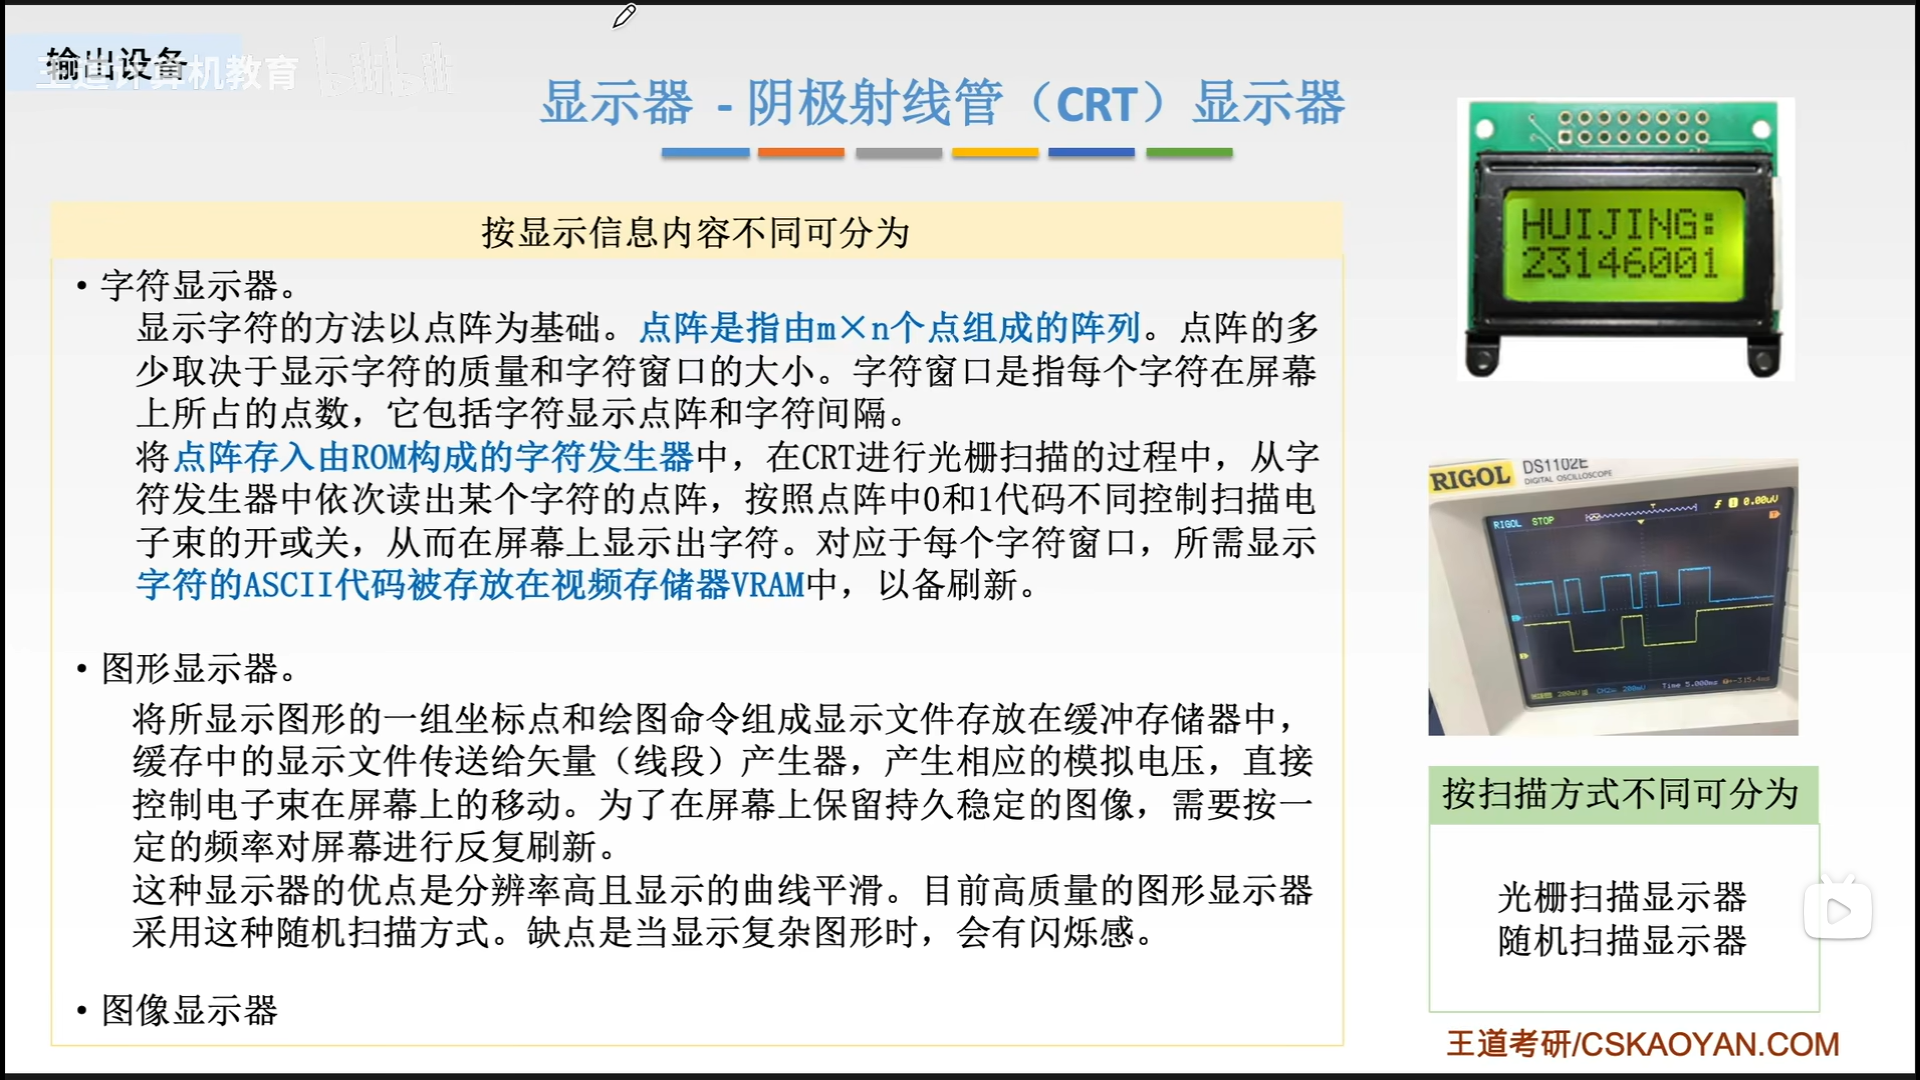 输出设备
王道计算机教育 bilibili
显示器 - 阴极射线管（CRT）显示器
按显示信息内容不同可分为
• 字符显示器。
显示字符的方法以点阵为基础。点阵是指由m×n个点组成的阵列。点阵的多
少取决于显示字符的质量和字符窗口的大小。字符窗口是指每个字符在屏幕
上所占的点数，它包括字符显示点阵和字符间隔。
将点阵存入由ROM构成的字符发生器中，在CRT进行光栅扫描的过程中，从字
符发生器中依次读出某个字符的点阵，按照点阵中0和1代码不同控制扫描电
子束的开或关，从而在屏幕上显示出字符。对应于每个字符窗口，所需显示
字符的ASCII代码被存放在视频存储器VRAM中，以备刷新。
• 图形显示器。
将所显示图形的一组坐标点和绘图命令组成显示文件存放在缓冲存储器中，
缓存中的显示文件传送给矢量（线段）产生器，产生相应的模拟电压，直接
控制电子束在屏幕上的移动。为了在屏幕上保留持久稳定的图像，需要按一
定的频率对屏幕进行反复刷新。
这种显示器的优点是分辨率高且显示的曲线平滑。目前高质量的图形显示器
采用这种随机扫描方式。缺点是当显示复杂图形时，会有闪烁感。
• 图像显示器
HUIJING:
23146001
RIGOL DS1102E
DIGITAL OSCILLOSCOPE
RIGOL STOP
0.00uV
CH2= 200mV Time 5.000ms
按扫描方式不同可分为
光栅扫描显示器
随机扫描显示器
王道考研/CSKAOYAN.COM